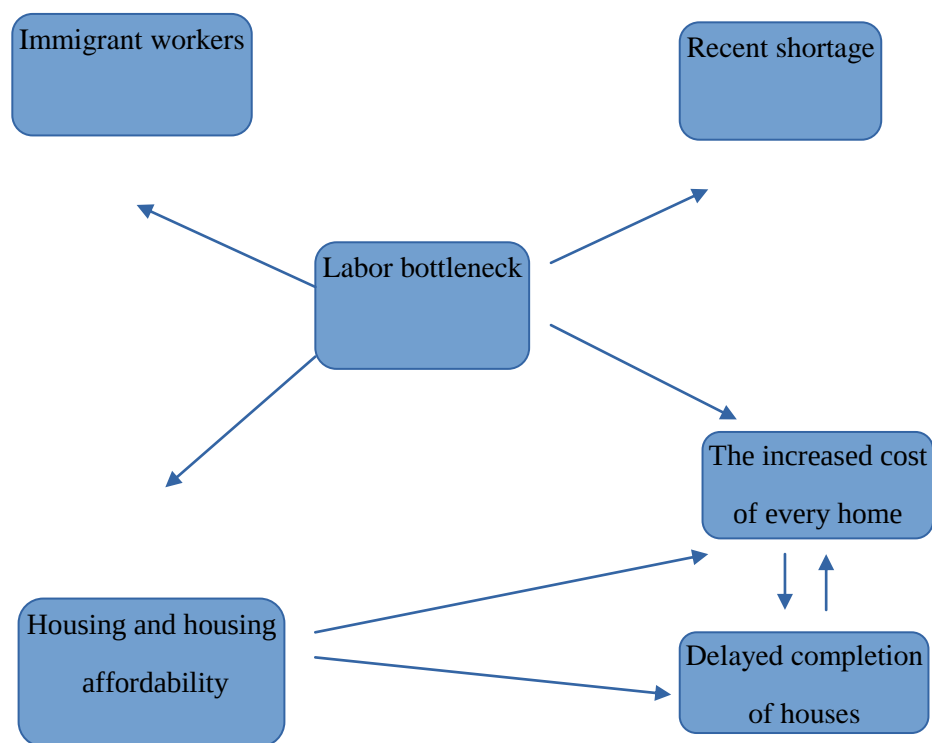 Immigrant workers
Recent shortage
Labor bottleneck
The increased cost
of every home
Housing and housing
affordability
Delayed completion
of houses